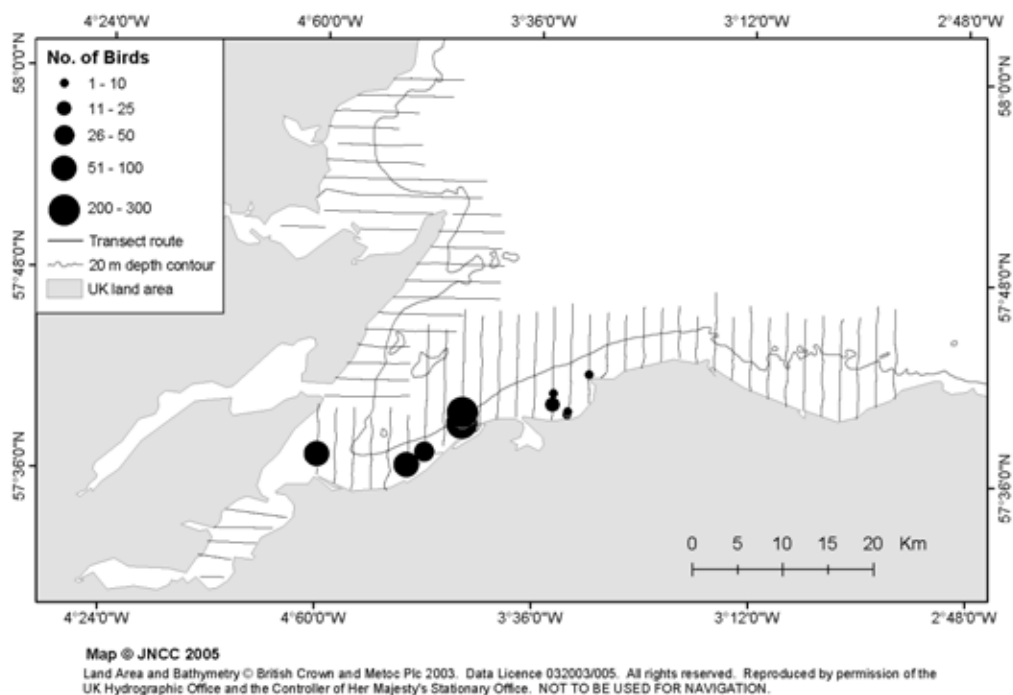 4°24'0"W 4°60'0"W 3°36'0"W 3°12'0"W 2°48'0"W
58°0'0"N
58°0'0"N
No. of Birds
1 - 10
11 - 25
26 - 50
51 - 100
200 - 300
Transect route
20 m depth contour
UK land area
57°48'0"N
57°48'0"N
57°36'0"N
57°36'0"N
0 5 10 15 20 Km
4°24'0"W 4°60'0"W 3°36'0"W 3°12'0"W 2°48'0"W
Map © JNCC 2005
Land Area and Bathymetry © British Crown and Metoc Plc 2003. Data Licence 032003/005. All rights reserved. Reproduced by permission of the
UK Hydrographic Office and the Controller of Her Majesty's Stationary Office. NOT TO BE USED FOR NAVIGATION.